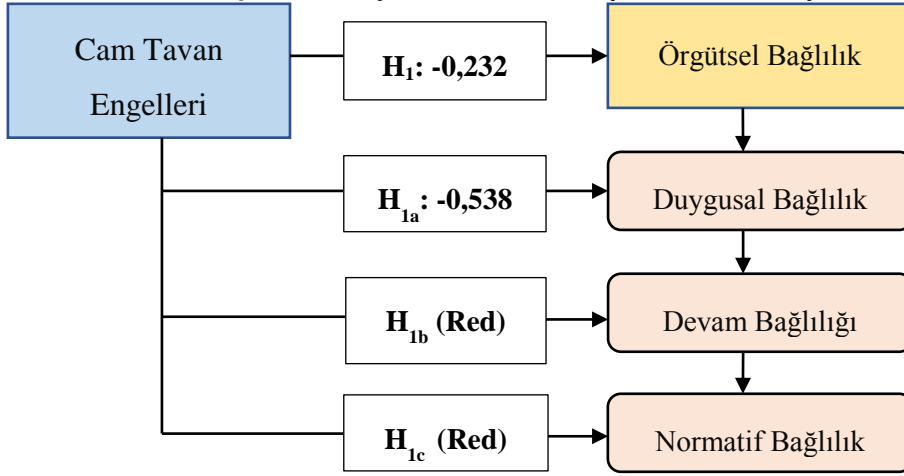 Cam Tavan
Engelleri
H1: -0,232
Örgütsel Bağlılık
H1a: -0,538
Duygusal Bağlılık
H1b (Red)
Devam Bağlılığı
H1c (Red)
Normatif Bağlılık